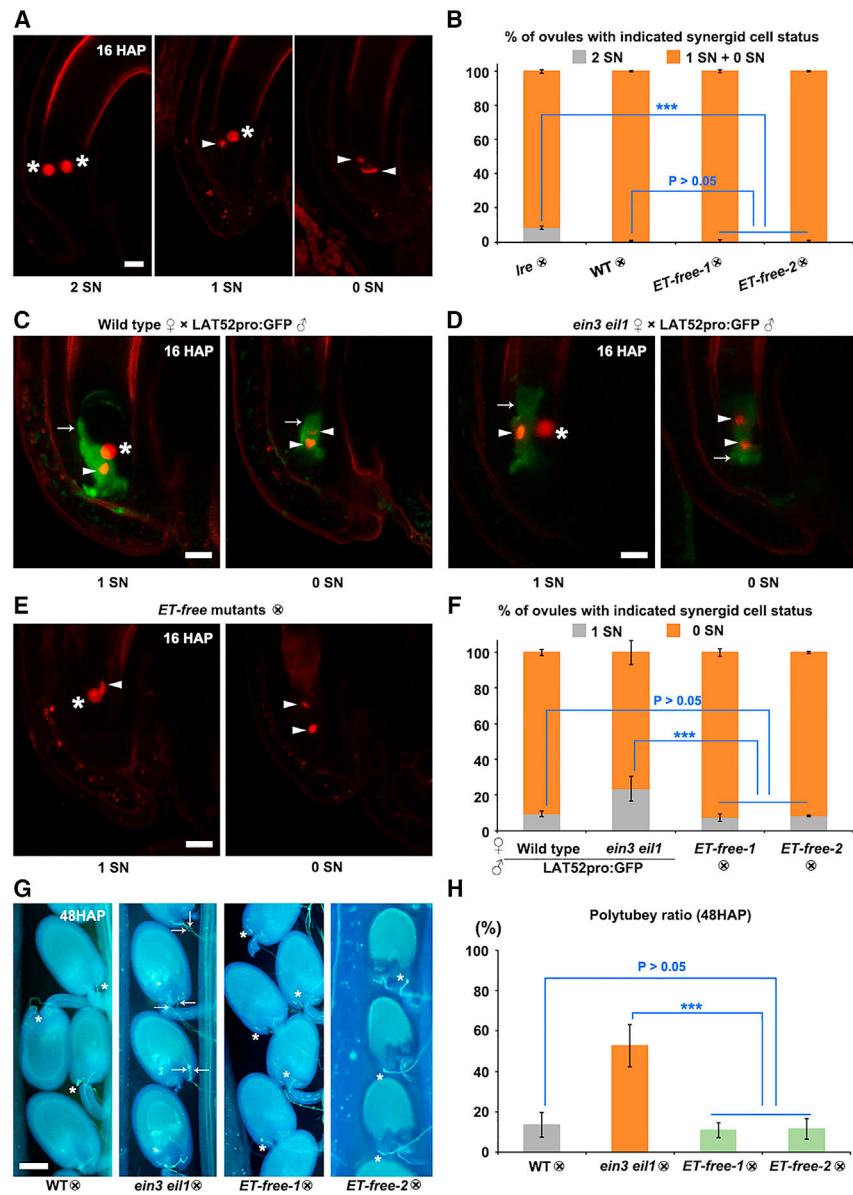 A
16 HAP
* * * 
2 SN
1 SN
0 SN
B
% of ovules with indicated synergid cell status
2 SN
1 SN + 0 SN
100
80
60
40
20
0
***
P > 0.05
lre ⊗
WT ⊗
ET-free-1 ⊗
ET-free-2 ⊗
C
Wild type ♀ × LAT52pro:GFP ♂
16 HAP
*
1 SN
0 SN
D
ein3 eil1 ♀ × LAT52pro:GFP ♂
16 HAP
*
1 SN
0 SN
E
ET-free mutants ⊗
16 HAP
*
1 SN
0 SN
F
% of ovules with indicated synergid cell status
1 SN
0 SN
100
80
60
40
20
0
P > 0.05
***
♀ Wild type ein3 eil1 ET-free-1 ET-free-2
♂ LAT52pro:GFP ⊗ ⊗
G
48HAP
* * * * * * * * * * *
WT⊗
ein3 eil1⊗
ET-free-1⊗
ET-free-2⊗
H
Polytubey ratio (48HAP)
(%)
100
80
60
40
20
0
P > 0.05
***
WT⊗
ein3 eil1⊗
ET-free-1⊗
ET-free-2⊗